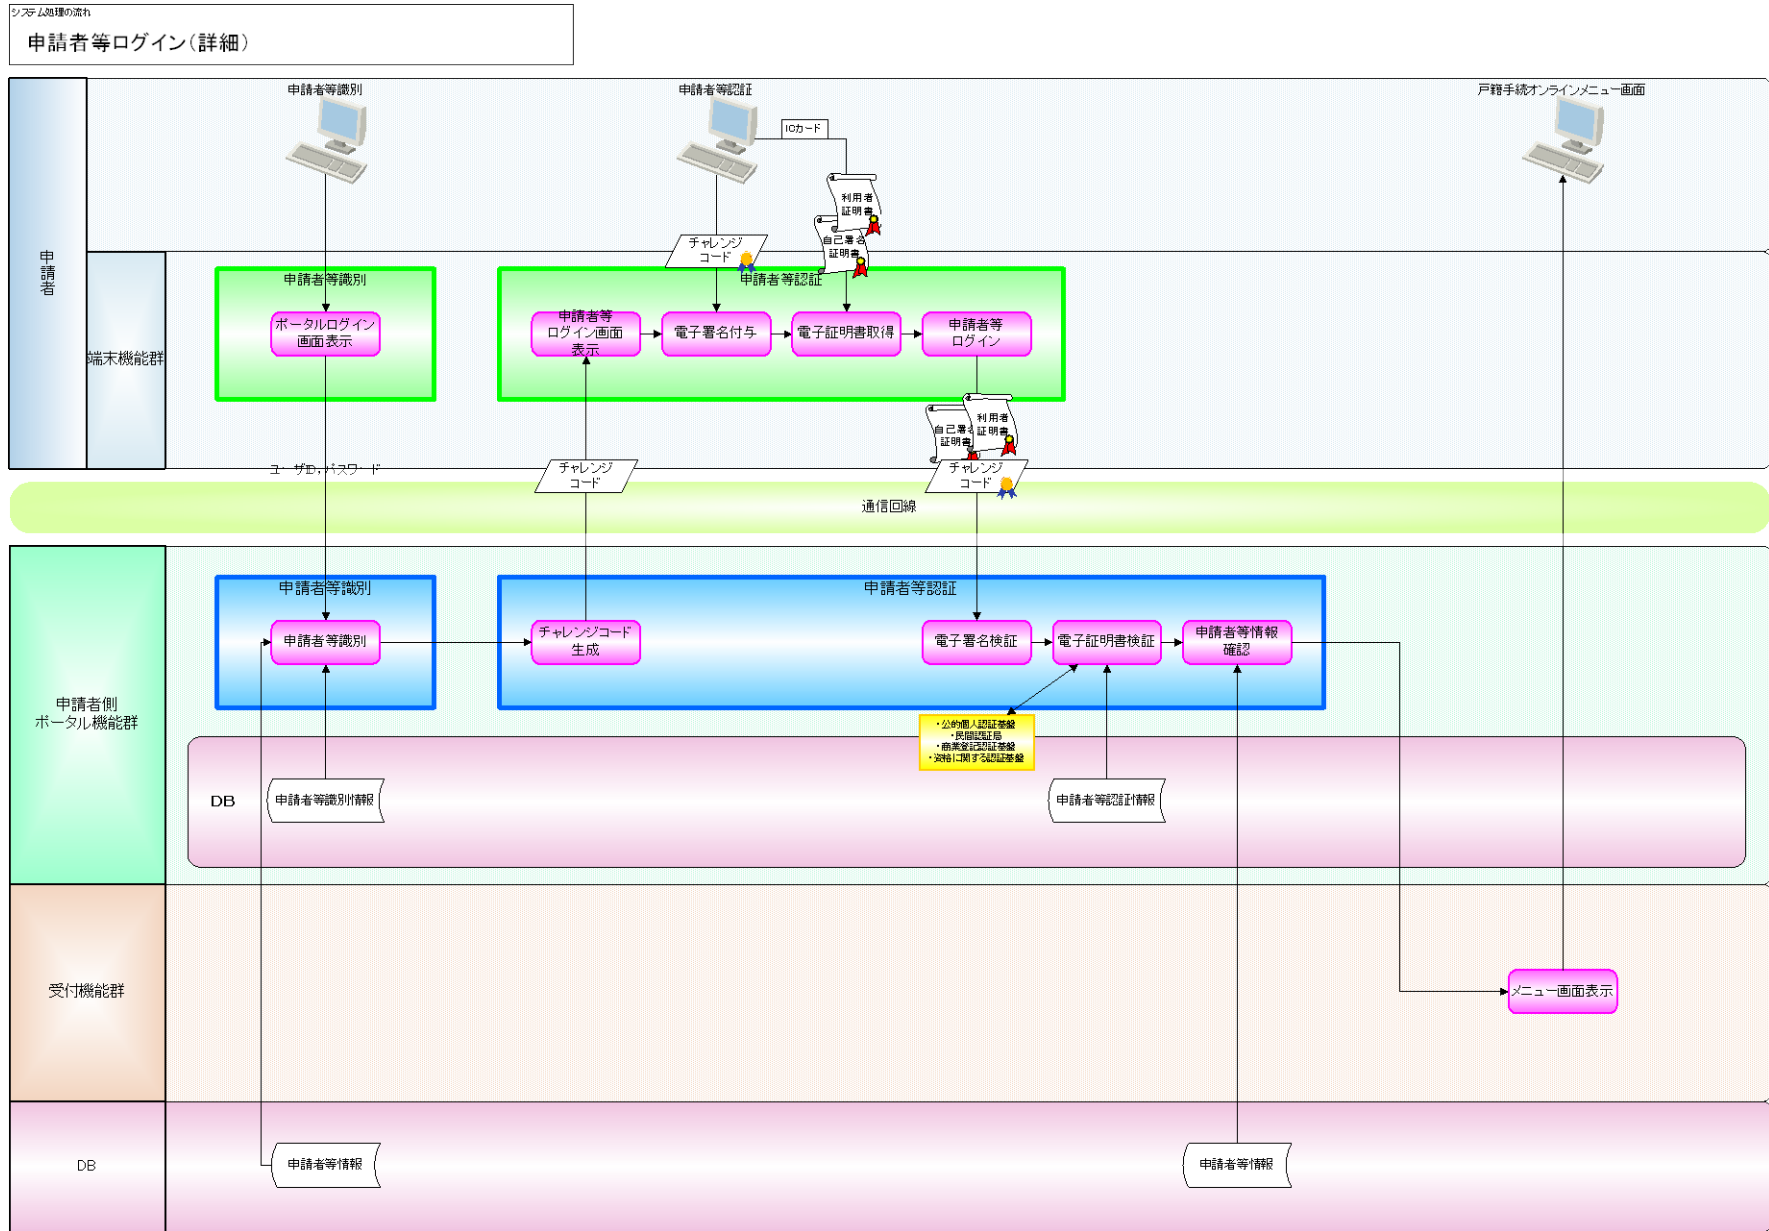 システム処理の流れ
申請者等ログイン(詳細)
申請者等識別
申請者等認証
戸籍手続オンラインメニュー画面
ICカード
利用者
証明書
自己署名
証明書
チャレンジ
コード
申請者
端末機能群
申請者等識別
ポータルログイン
画面表示
申請者等認証
申請者等
ログイン画面
表示
電子署名付与
電子証明書取得
申請者等
ログイン
利用者
証明書
自己署名
証明書
ユーザID,パスワード
チャレンジ
コード
チャレンジ
コード
通信回線
申請者側
ポータル機能群
申請者等識別
申請者等識別
申請者等認証
チャレンジコード
生成
電子署名検証
電子証明書検証
申請者等情報
確認
・公的個人認証基盤
・民間認証局
・商業登記認証基盤
・資格に関する認証基盤
DB
申請者等識別情報
申請者等認証情報
受付機能群
メニュー画面表示
DB
申請者等情報
申請者等情報